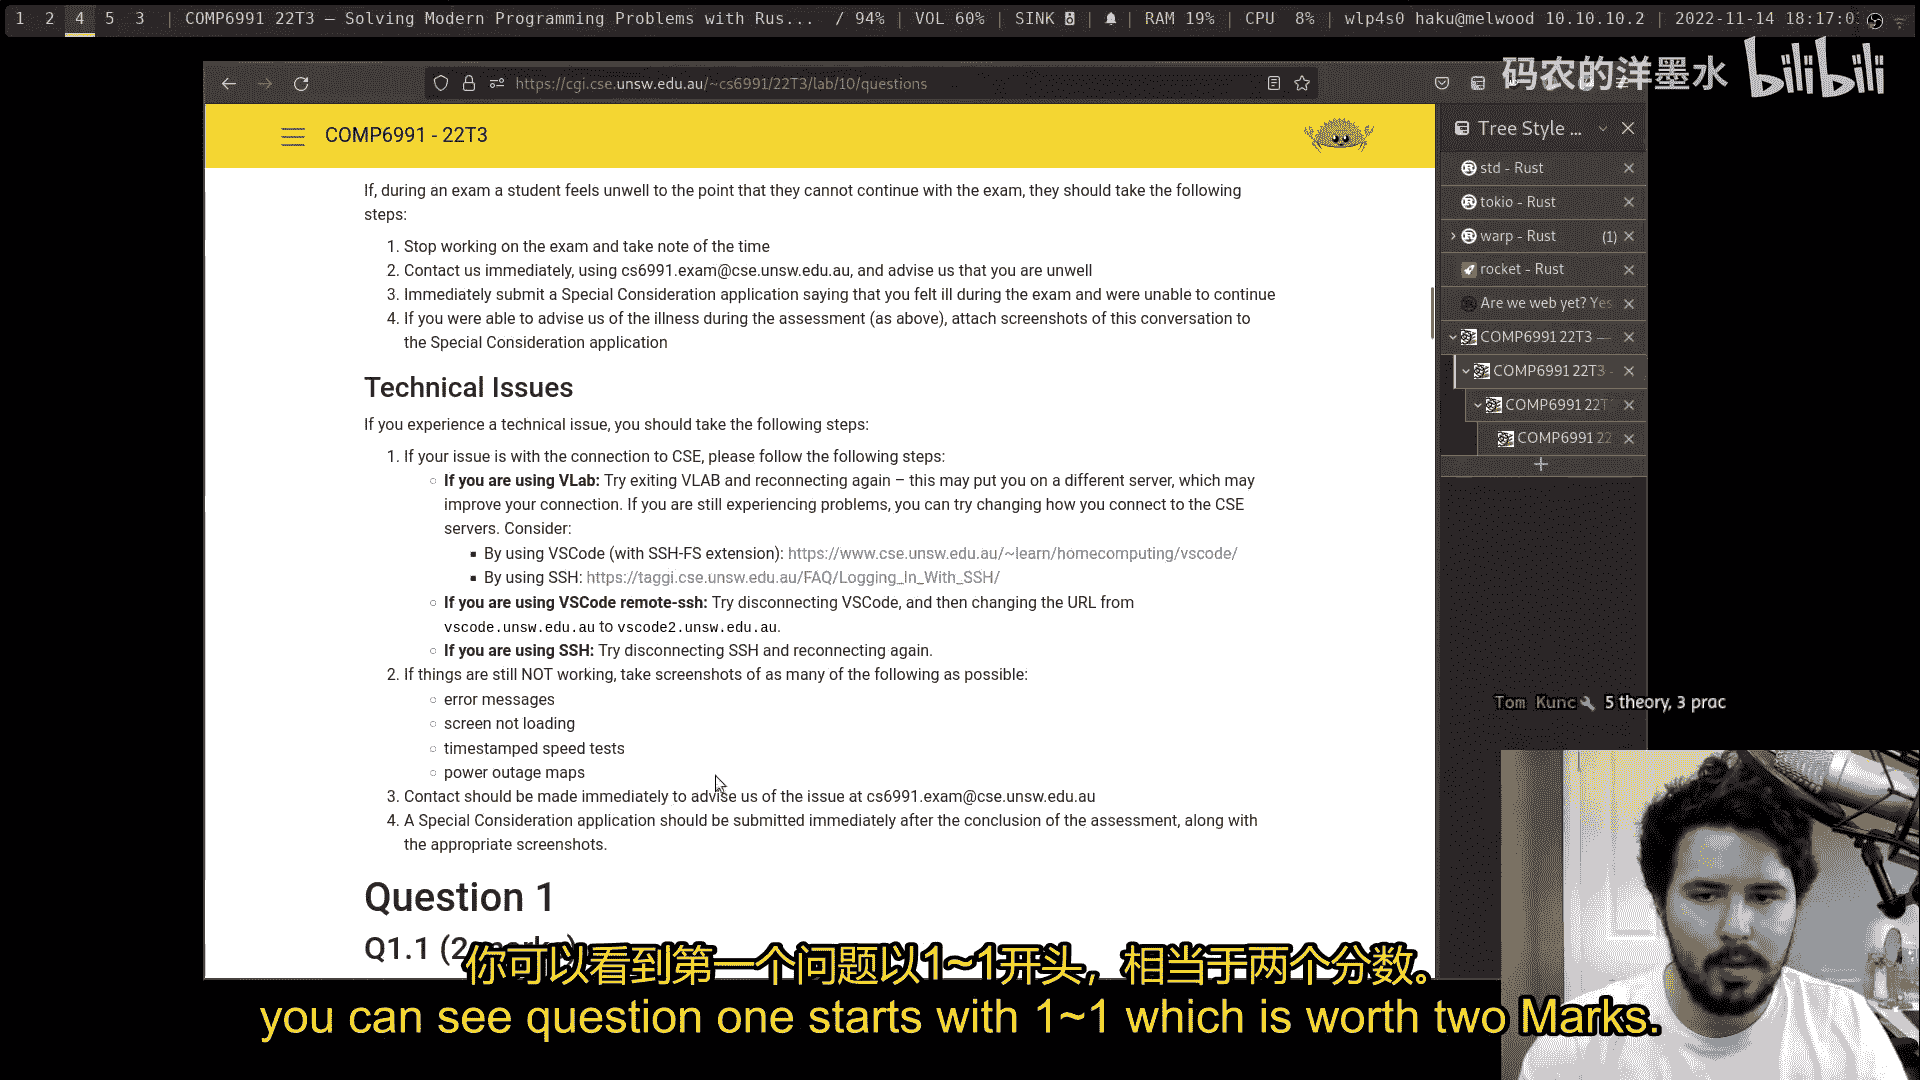 1 2 4 5 3 | COMP6991 22T3 — Solving Modern Programming Problems with Rus... / 94% | VOL 60% | SINK | | RAM 19% | CPU 8% | wlp4s0 haku@melwood 10.10.10.2 | 2022-11-14 18:17:0
码农的洋墨水 bilibili
https://cgi.cse.unsw.edu.au/~cs6991/22T3/lab/10/questions
COMP6991 - 22T3
If, during an exam a student feels unwell to the point that they cannot continue with the exam, they should take the following
steps:
1. Stop working on the exam and take note of the time
2. Contact us immediately, using cs6991.exam@cse.unsw.edu.au, and advise us that you are unwell
3. Immediately submit a Special Consideration application saying that you felt ill during the exam and were unable to continue
4. If you were able to advise us of the illness during the assessment (as above), attach screenshots of this conversation to
the Special Consideration application
Technical Issues
If you experience a technical issue, you should take the following steps:
1. If your issue is with the connection to CSE, please follow the following steps:
If you are using VLab: Try exiting VLAB and reconnecting again – this may put you on a different server, which may
improve your connection. If you are still experiencing problems, you can try changing how you connect to the CSE
servers. Consider:
By using VSCode (with SSH-FS extension): https://www.cse.unsw.edu.au/~learn/homecomputing/vscode/
By using SSH: https://taggi.cse.unsw.edu.au/FAQ/Logging_In_With_SSH/
If you are using VSCode remote-ssh: Try disconnecting VSCode, and then changing the URL from
vscode.unsw.edu.au to vscode2.unsw.edu.au.
If you are using SSH: Try disconnecting SSH and reconnecting again.
2. If things are still NOT working, take screenshots of as many of the following as possible:
error messages
screen not loading
timestamped speed tests
power outage maps
3. Contact should be made immediately to advise us of the issue at cs6991.exam@cse.unsw.edu.au
4. A Special Consideration application should be submitted immediately after the conclusion of the assessment, along with
the appropriate screenshots.
Question 1
Q1.1 (2 marks)
Tree Style ...
std - Rust
tokio - Rust
warp - Rust (1)
rocket - Rust
Are we web yet? Yes
COMP6991 22T3 —
COMP6991 22T3 -
COMP6991 22T
COMP6991 22
Tom Kunc 5 theory, 3 prac
你可以看到第一个问题以1~1开头，相当于两个分数。
you can see question one starts with 1~1 which is worth two Marks.